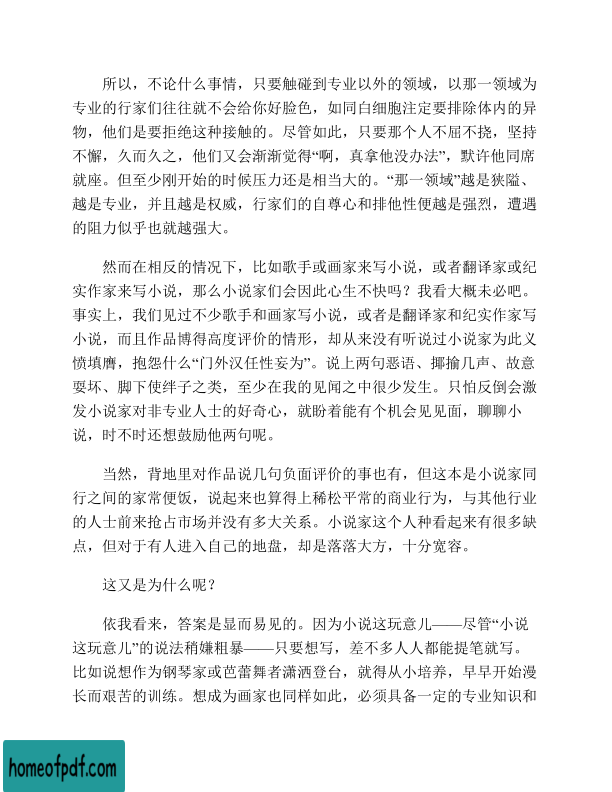 所以，不论什么事情，只要触碰到专业以外的领域，以那一领域为
专业的行家们往往就不会给你好脸色，如同白细胞注定要排除体内的异
物，他们是要拒绝这种接触的。尽管如此，只要那个人不屈不挠，坚持
不懈，久而久之，他们又会渐渐觉得“啊，真拿他没办法”，默许他同席
就座。但至少刚开始的时候压力还是相当大的。“那一领域”越是狭隘、
越是专业，并且越是权威，行家们的自尊心和排他性便越是强烈，遭遇
的阻力似乎也就越强大。
然而在相反的情况下，比如歌手或画家来写小说，或者翻译家或纪
实作家来写小说，那么小说家们会因此心生不快吗？我看大概未必吧。
事实上，我们见过不少歌手和画家写小说，或者是翻译家和纪实作家写
小说，而且作品博得高度评价的情形，却从来没有听说过小说家为此义
愤填膺，抱怨什么“门外汉任性妄为”。说上两句恶语、揶揄几声、故意
耍坏、脚下使绊子之类，至少在我的见闻之中很少发生。只怕反倒会激
发小说家对非专业人士的好奇心，就盼着能有个机会见见面，聊聊小
说，时不时还想鼓励他两句呢。
当然，背地里对作品说几句负面评价的事也有，但这本是小说家同
行之间的家常便饭，说起来也算得上稀松平常的商业行为，与其他行业
的人士前来抢占市场并没有多大关系。小说家这个人种看起来有很多缺
点，但对于有人进入自己的地盘，却是落落大方，十分宽容。
这又是为什么呢？
依我看来，答案是显而易见的。因为小说这玩意儿——尽管“小说
这玩意儿”的说法稍嫌粗暴——只要想写，差不多人人都能提笔就写。
比如说想作为钢琴家或芭蕾舞者潇洒登台，就得从小培养，早早开始漫
长而艰苦的训练。想成为画家也同样如此，必须具备一定的专业知识和
homeofpdf.com